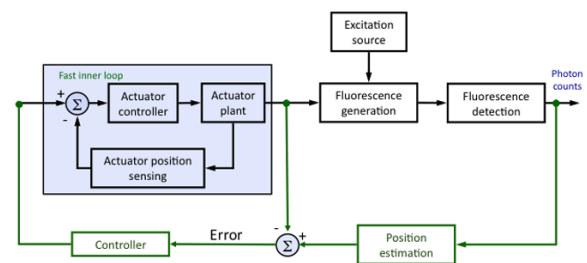 Excitation
source
Fast inner loop
Photon
counts
+
Σ
-
Actuator
controller
Actuator
plant
Fluorescence
generation
Fluorescence
detection
Actuator position
sensing
-
+
Σ
Error
Controller
Position
estimation